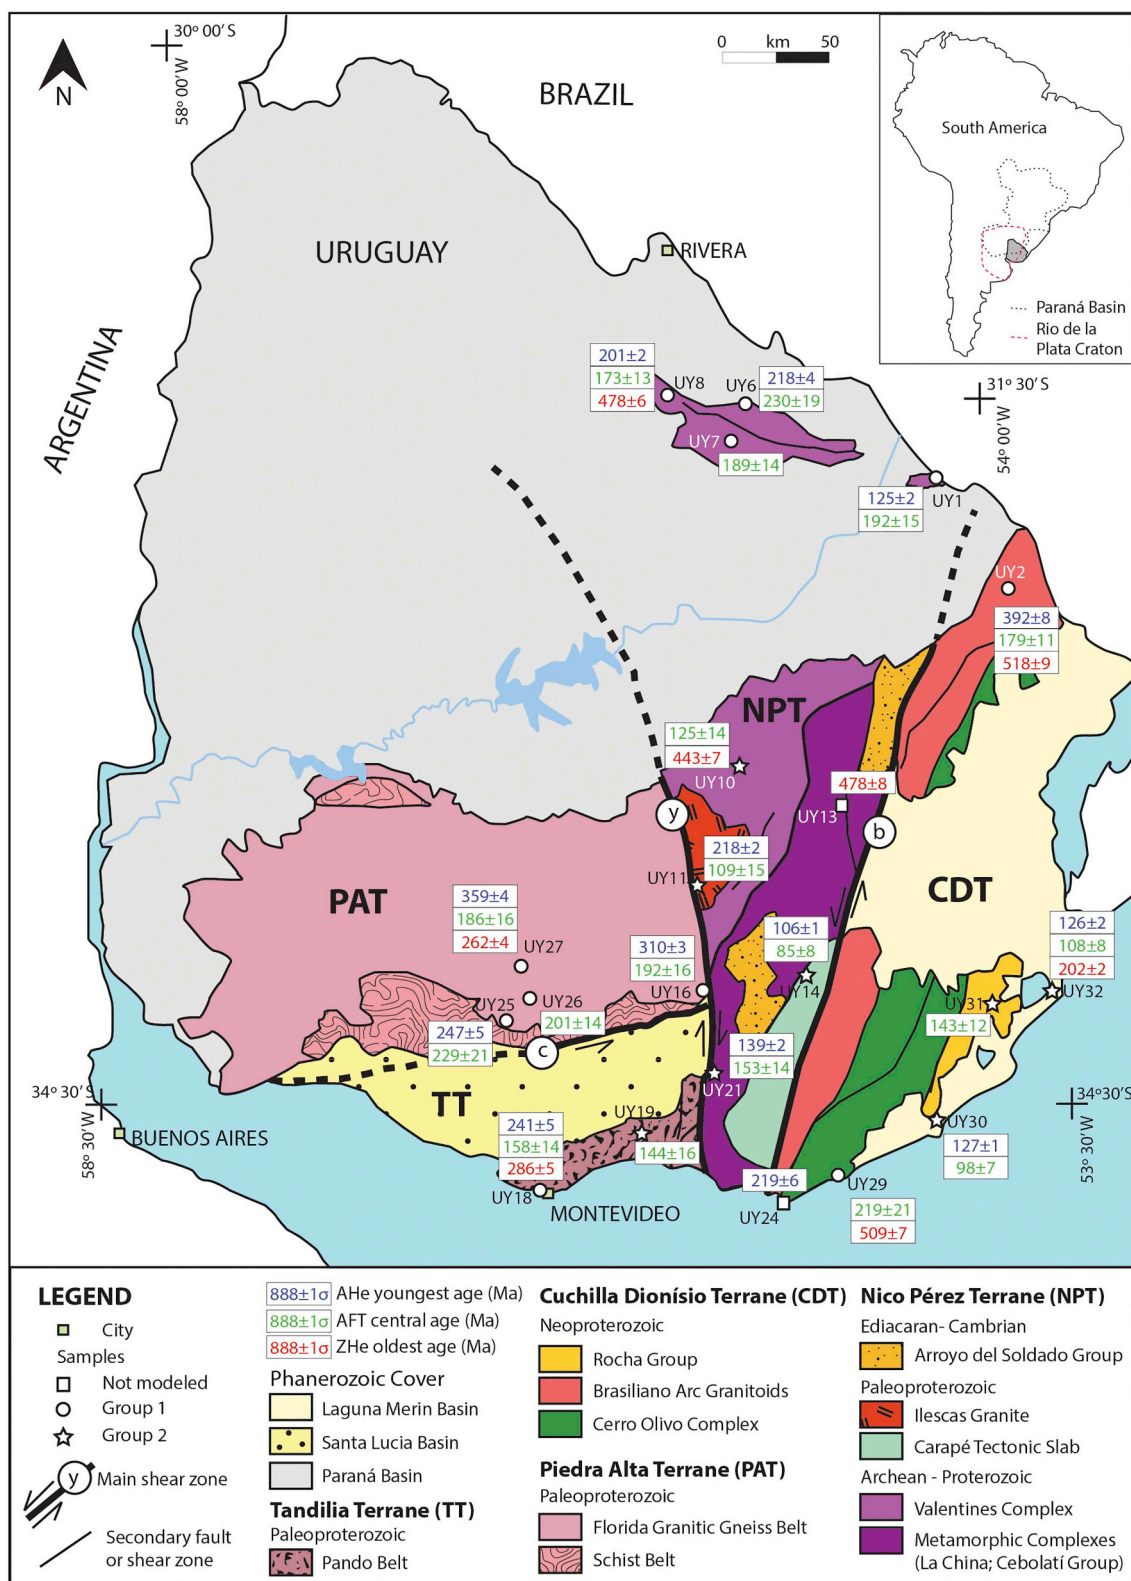 30º 00' S
58º 00' W
N
0 km 50
BRAZIL
South America
Paraná Basin
Rio de la
Plata Craton
URUGUAY
ARGENTINA
RIVERA
201±2
173±13
478±6
UY8
UY6
218±4
230±19
UY7
189±14
31º 30' S
54º 00' W
125±2
192±15
UY1
UY2
392±8
179±11
518±9
NPT
125±14
443±7
UY10
478±8
UY13
y
b
218±2
109±15
UY11
PAT
CDT
359±4
186±16
262±4
UY27
106±1
85±8
UY14
126±2
108±8
202±2
UY32
310±3
192±16
UY16
UY31
143±12
UY25
UY26
201±14
247±5
229±21
c
139±2
153±14
UY21
34º 30' S
58º 30' W
BUENOS AIRES
TT
241±5
158±14
286±5
UY18
UY19
144±16
MONTEVIDEO
219±6
UY24
UY29
219±21
509±7
UY30
127±1
98±7
34º30' S
53º 30' W
LEGEND
City
Samples
Not modeled
Group 1
Group 2
y
Main shear zone
Secondary fault
or shear zone
888±1σ AHe youngest age (Ma)
888±1σ AFT central age (Ma)
888±1σ ZHe oldest age (Ma)
Phanerozoic Cover
Laguna Merin Basin
Santa Lucia Basin
Paraná Basin
Tandilia Terrane (TT)
Paleoproterozoic
Pando Belt
Cuchilla Dionísio Terrane (CDT)
Neoproterozoic
Rocha Group
Brasiliano Arc Granitoids
Cerro Olivo Complex
Piedra Alta Terrane (PAT)
Paleoproterozoic
Florida Granitic Gneiss Belt
Schist Belt
Nico Pérez Terrane (NPT)
Ediacaran- Cambrian
Arroyo del Soldado Group
Paleoproterozoic
Ilescas Granite
Carapé Tectonic Slab
Archean - Proterozoic
Valentines Complex
Metamorphic Complexes
(La China; Cebolatí Group)